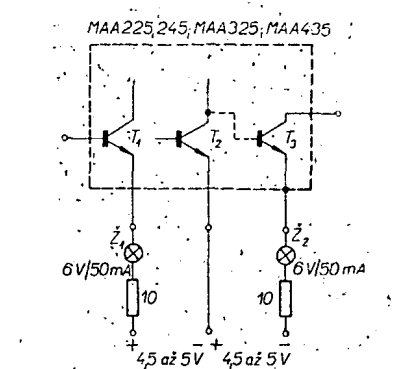 MAA225, 245; MAA325; MAA435
T1 T2 T3
Ž1 Ž2
6V/50mA 6V/50mA
10 10
+ − + −
4,5 až 5V 4,5 až 5V